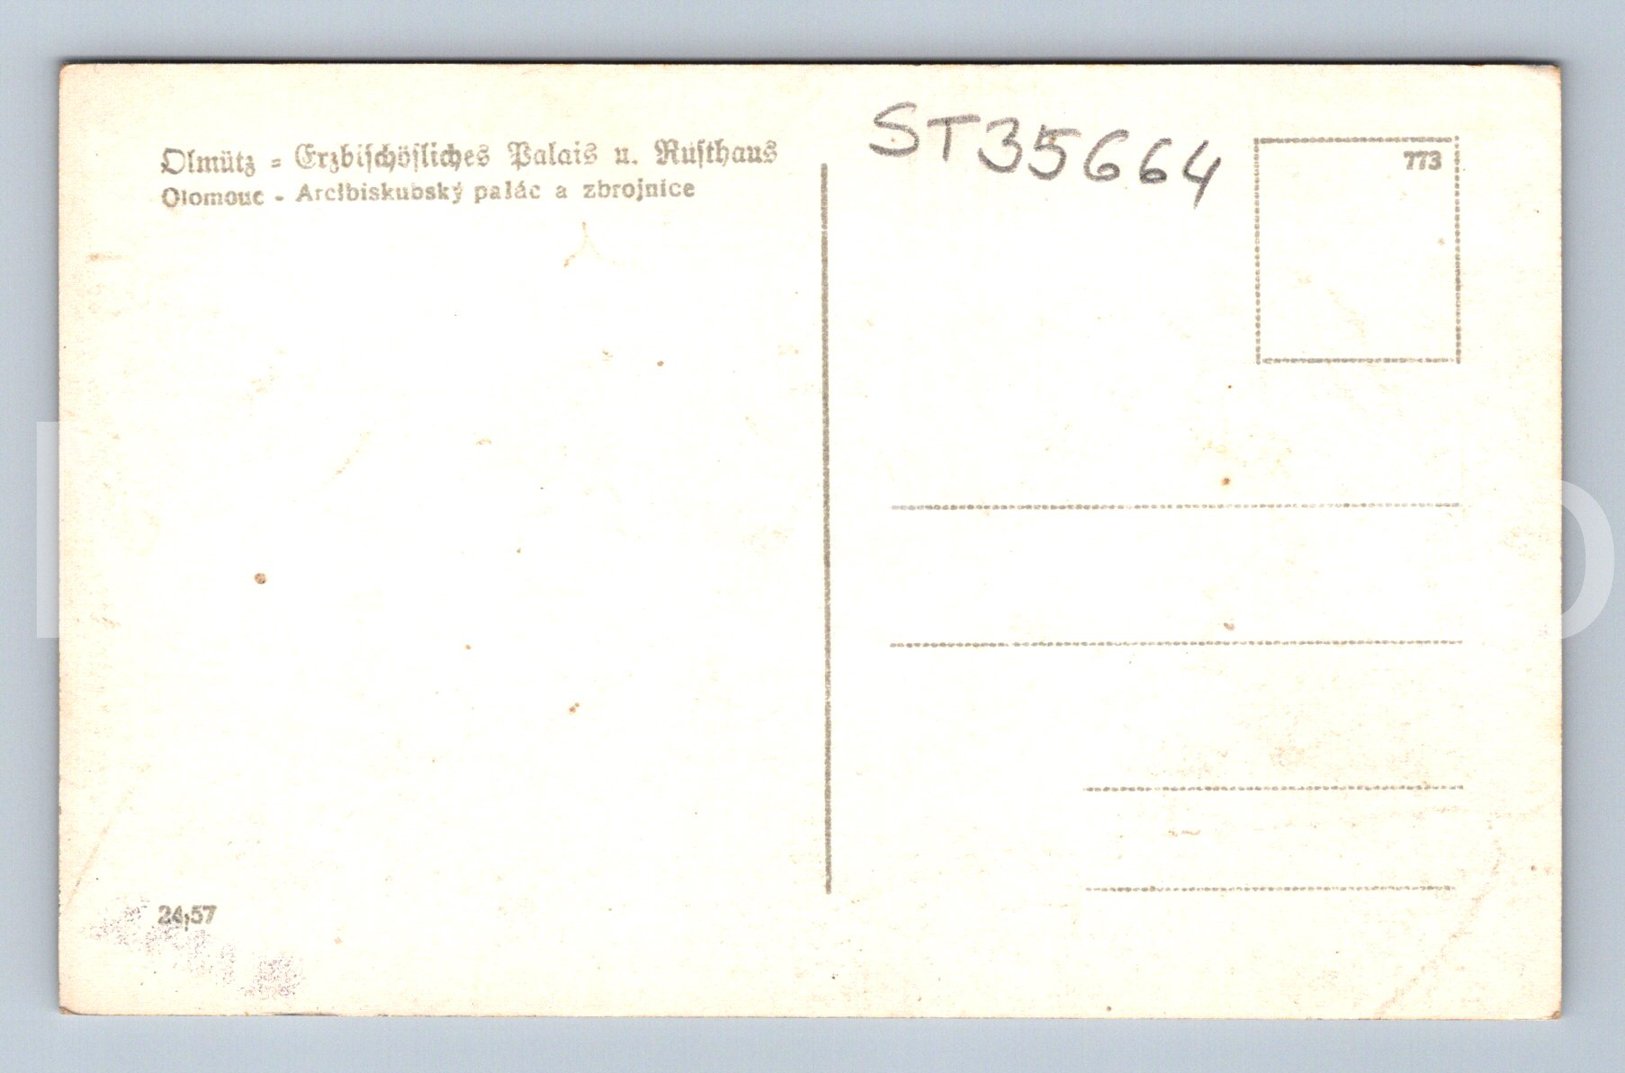 Olmütz = Erzbischöfliches Palais u. Rüsthaus
Olomouc - Arcibiskubský palác a zbrojnice
ST35664
773
24,57